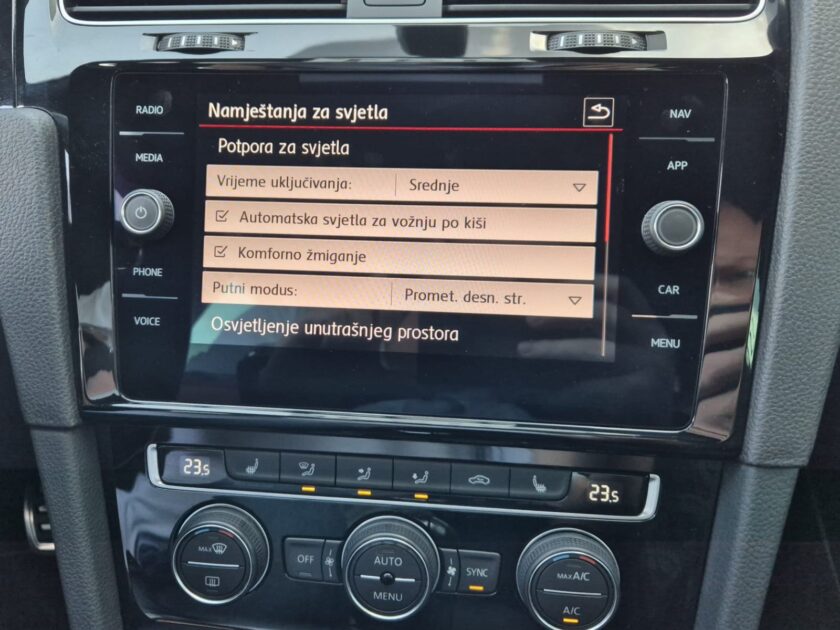 RADIO
MEDIA
PHONE
VOICE
Namještanja za svjetla
Potpora za svjetla
Vrijeme uključivanja: Srednje
Automatska svjetla za vožnju po kiši
Komforno žmiganje
Putni modus: Promet. desn. str.
Osvjetljenje unutrašnjeg prostora
NAV
APP
CAR
MENU
23.5
23.5
MAX
OFF
AUTO
MENU
SYNC
MAX A/C
A/C